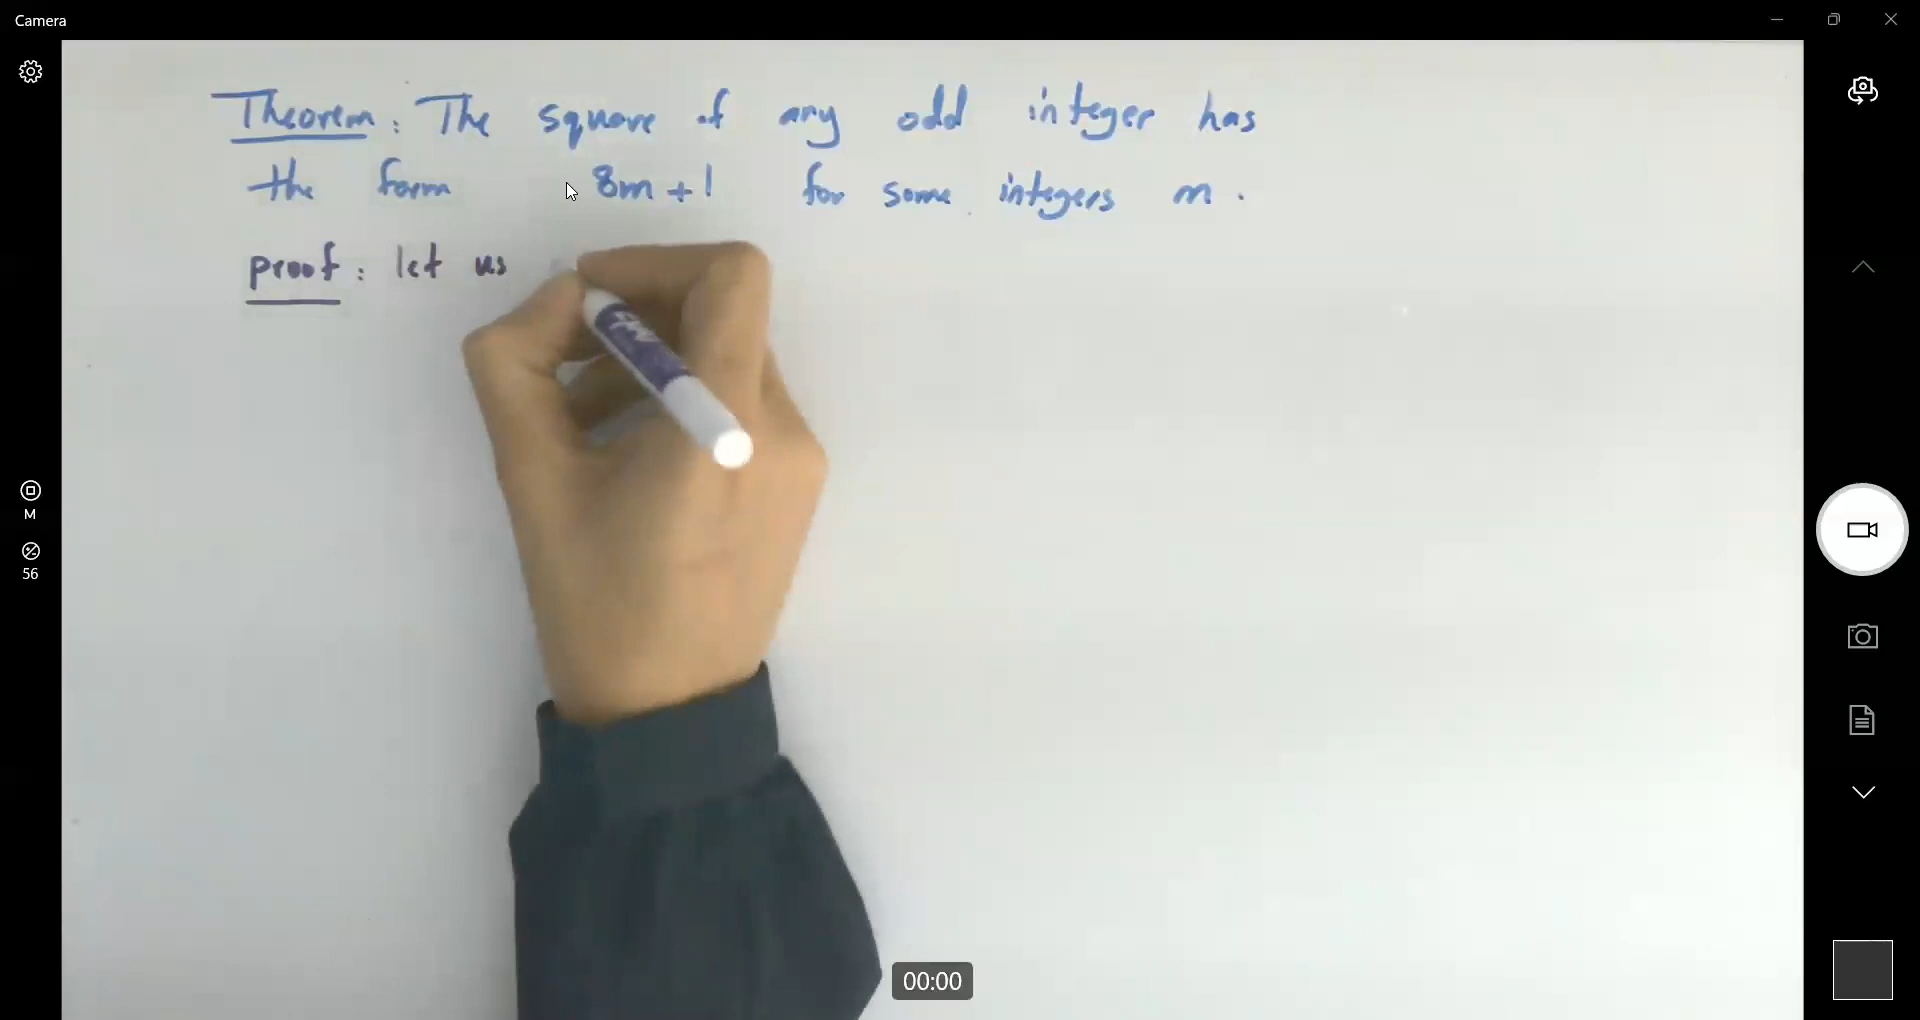 Camera
Theorem: The square of any odd integer has
the form 8m+1 for some integers m.
proof: let us
M
56
00:00